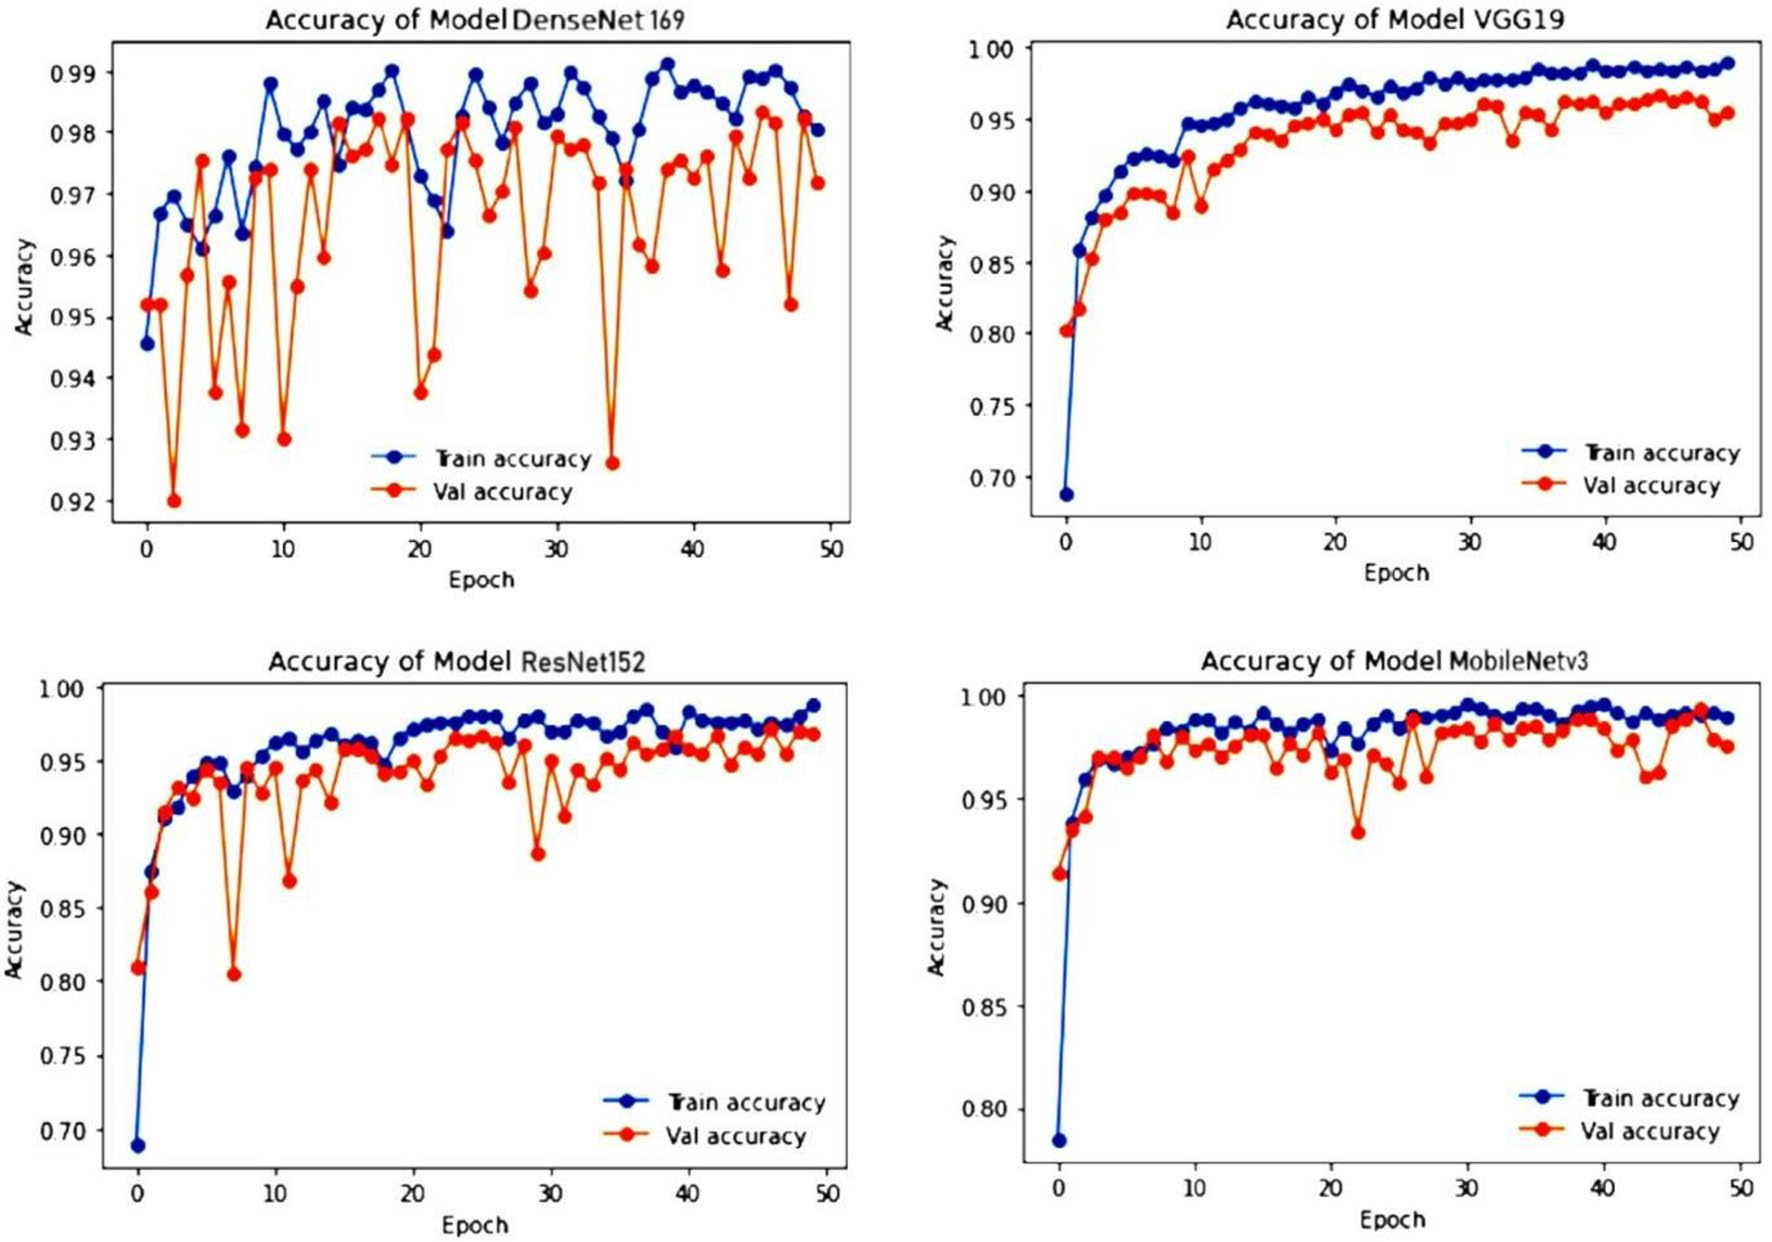 Accuracy of Model DenseNet 169
0.99
0.98
0.97
0.96
0.95
0.94
0.93
0.92
Accuracy
Train accuracy
Val accuracy
0 10 20 30 40 50
Epoch
Accuracy of Model VGG19
1.00
0.95
0.90
0.85
0.80
0.75
0.70
Accuracy
Train accuracy
Val accuracy
0 10 20 30 40 50
Epoch
Accuracy of Model ResNet152
1.00
0.95
0.90
0.85
0.80
0.75
0.70
Accuracy
Train accuracy
Val accuracy
0 10 20 30 40 50
Epoch
Accuracy of Model MobileNetv3
1.00
0.95
0.90
0.85
0.80
Accuracy
Train accuracy
Val accuracy
0 10 20 30 40 50
Epoch